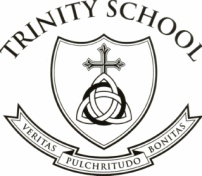 TRINITY SCHOOL
VERITAS PULCHRITUDO BONITAS